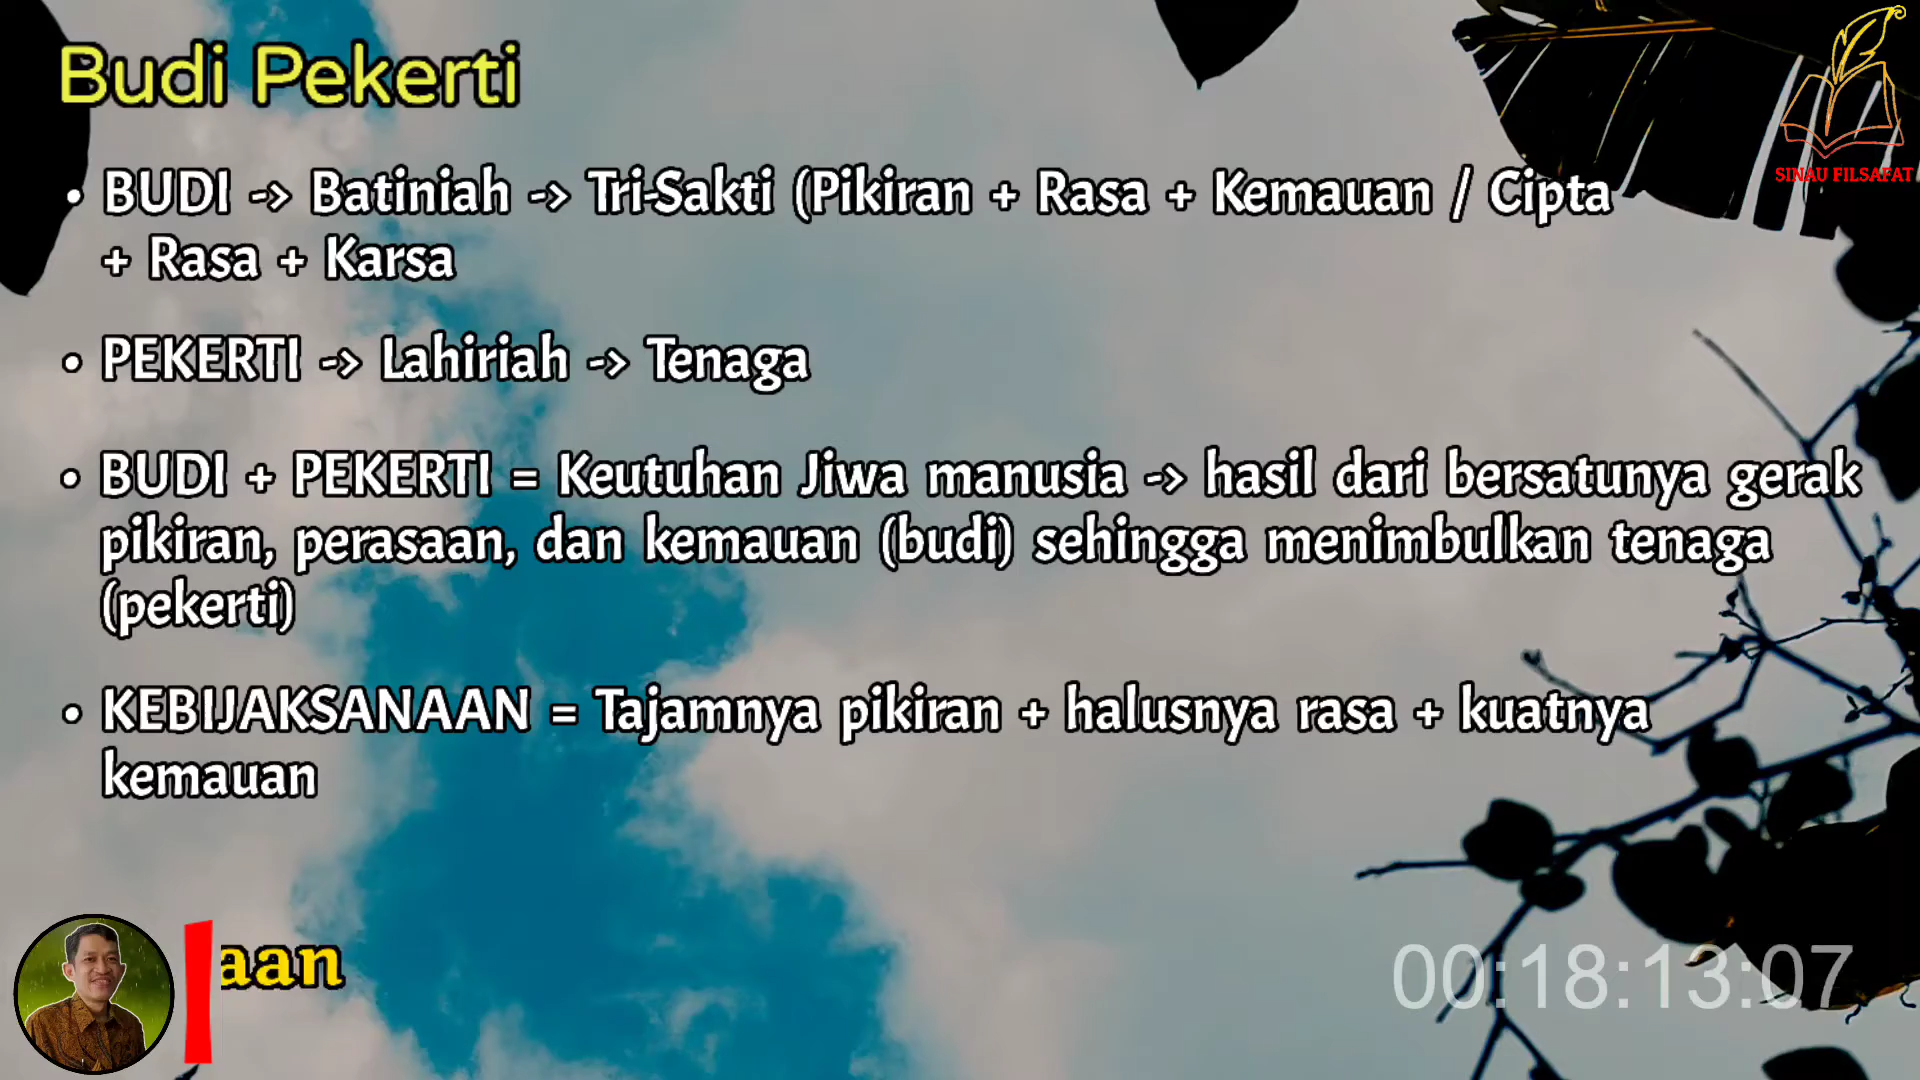 Budi Pekerti
SINAU FILSAFAT
• BUDI -> Batiniah -> Tri-Sakti (Pikiran + Rasa + Kemauan / Cipta
+ Rasa + Karsa
• PEKERTI -> Lahiriah -> Tenaga
• BUDI + PEKERTI = Keutuhan Jiwa manusia -> hasil dari bersatunya gerak
pikiran, perasaan, dan kemauan (budi) sehingga menimbulkan tenaga
(pekerti)
• KEBIJAKSANAAN = Tajamnya pikiran + halusnya rasa + kuatnya
kemauan
aan
00:18:13:07